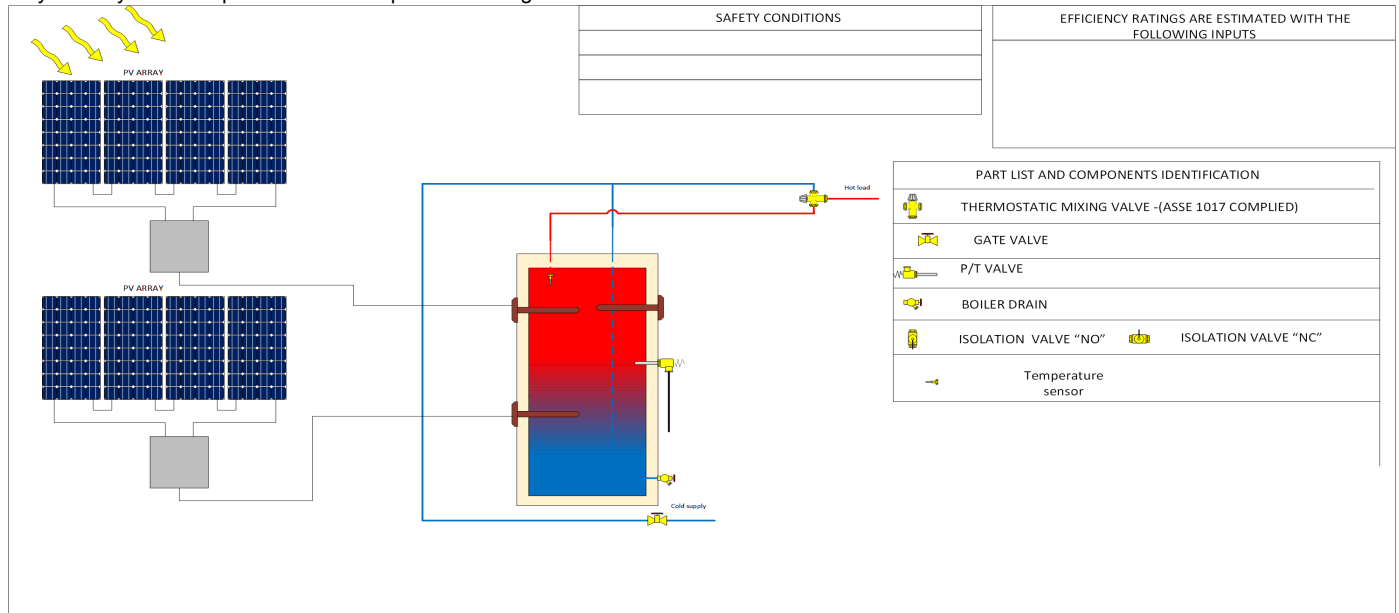 SAFETY CONDITIONS
EFFICIENCY RATINGS ARE ESTIMATED WITH THE
FOLLOWING INPUTS
PV ARRAY
PV ARRAY
Hot load
Cold supply
PART LIST AND COMPONENTS IDENTIFICATION
THERMOSTATIC MIXING VALVE -(ASSE 1017 COMPLIED)
GATE VALVE
P/T VALVE
BOILER DRAIN
ISOLATION VALVE “NO”
ISOLATION VALVE “NC”
Temperature
sensor